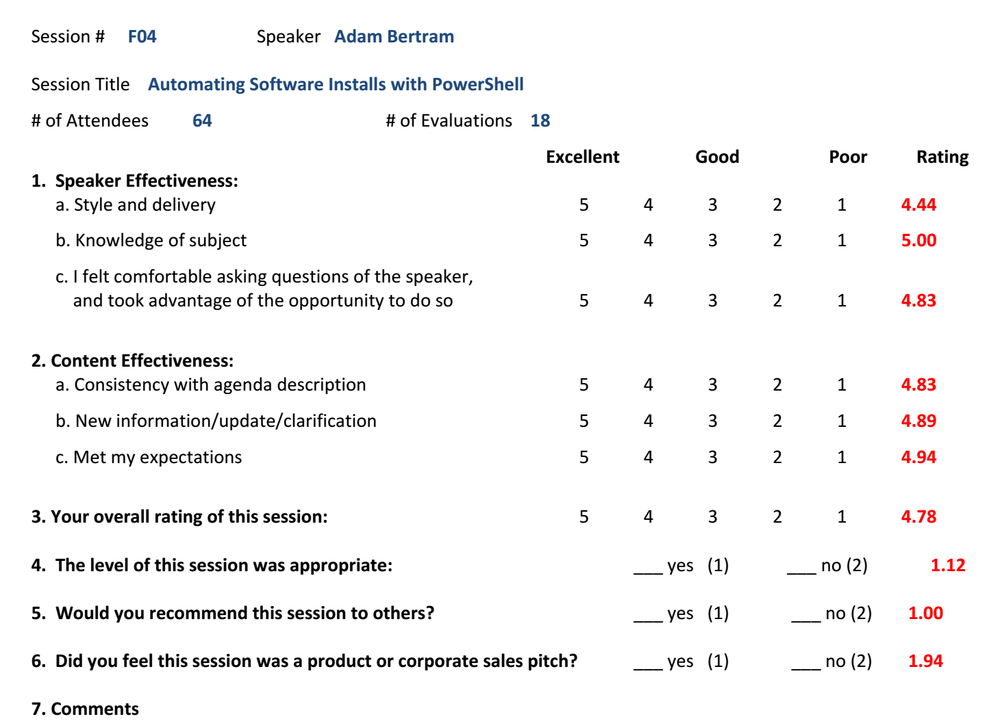 Session # F04 Speaker Adam Bertram
Session Title Automating Software Installs with PowerShell
# of Attendees 64 # of Evaluations 18
Excellent Good Poor Rating
1. Speaker Effectiveness:
a. Style and delivery 5 4 3 2 1 4.44
b. Knowledge of subject 5 4 3 2 1 5.00
c. I felt comfortable asking questions of the speaker,
and took advantage of the opportunity to do so 5 4 3 2 1 4.83
2. Content Effectiveness:
a. Consistency with agenda description 5 4 3 2 1 4.83
b. New information/update/clarification 5 4 3 2 1 4.89
c. Met my expectations 5 4 3 2 1 4.94
3. Your overall rating of this session: 5 4 3 2 1 4.78
4. The level of this session was appropriate: ___ yes (1) ___ no (2) 1.12
5. Would you recommend this session to others? ___ yes (1) ___ no (2) 1.00
6. Did you feel this session was a product or corporate sales pitch? ___ yes (1) ___ no (2) 1.94
7. Comments